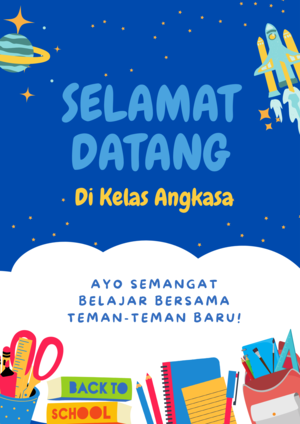 SELAMAT
DATANG
Di Kelas Angkasa
AYO SEMANGAT
BELAJAR BERSAMA
TEMAN-TEMAN BARU!
BACK TO
SCHOOL